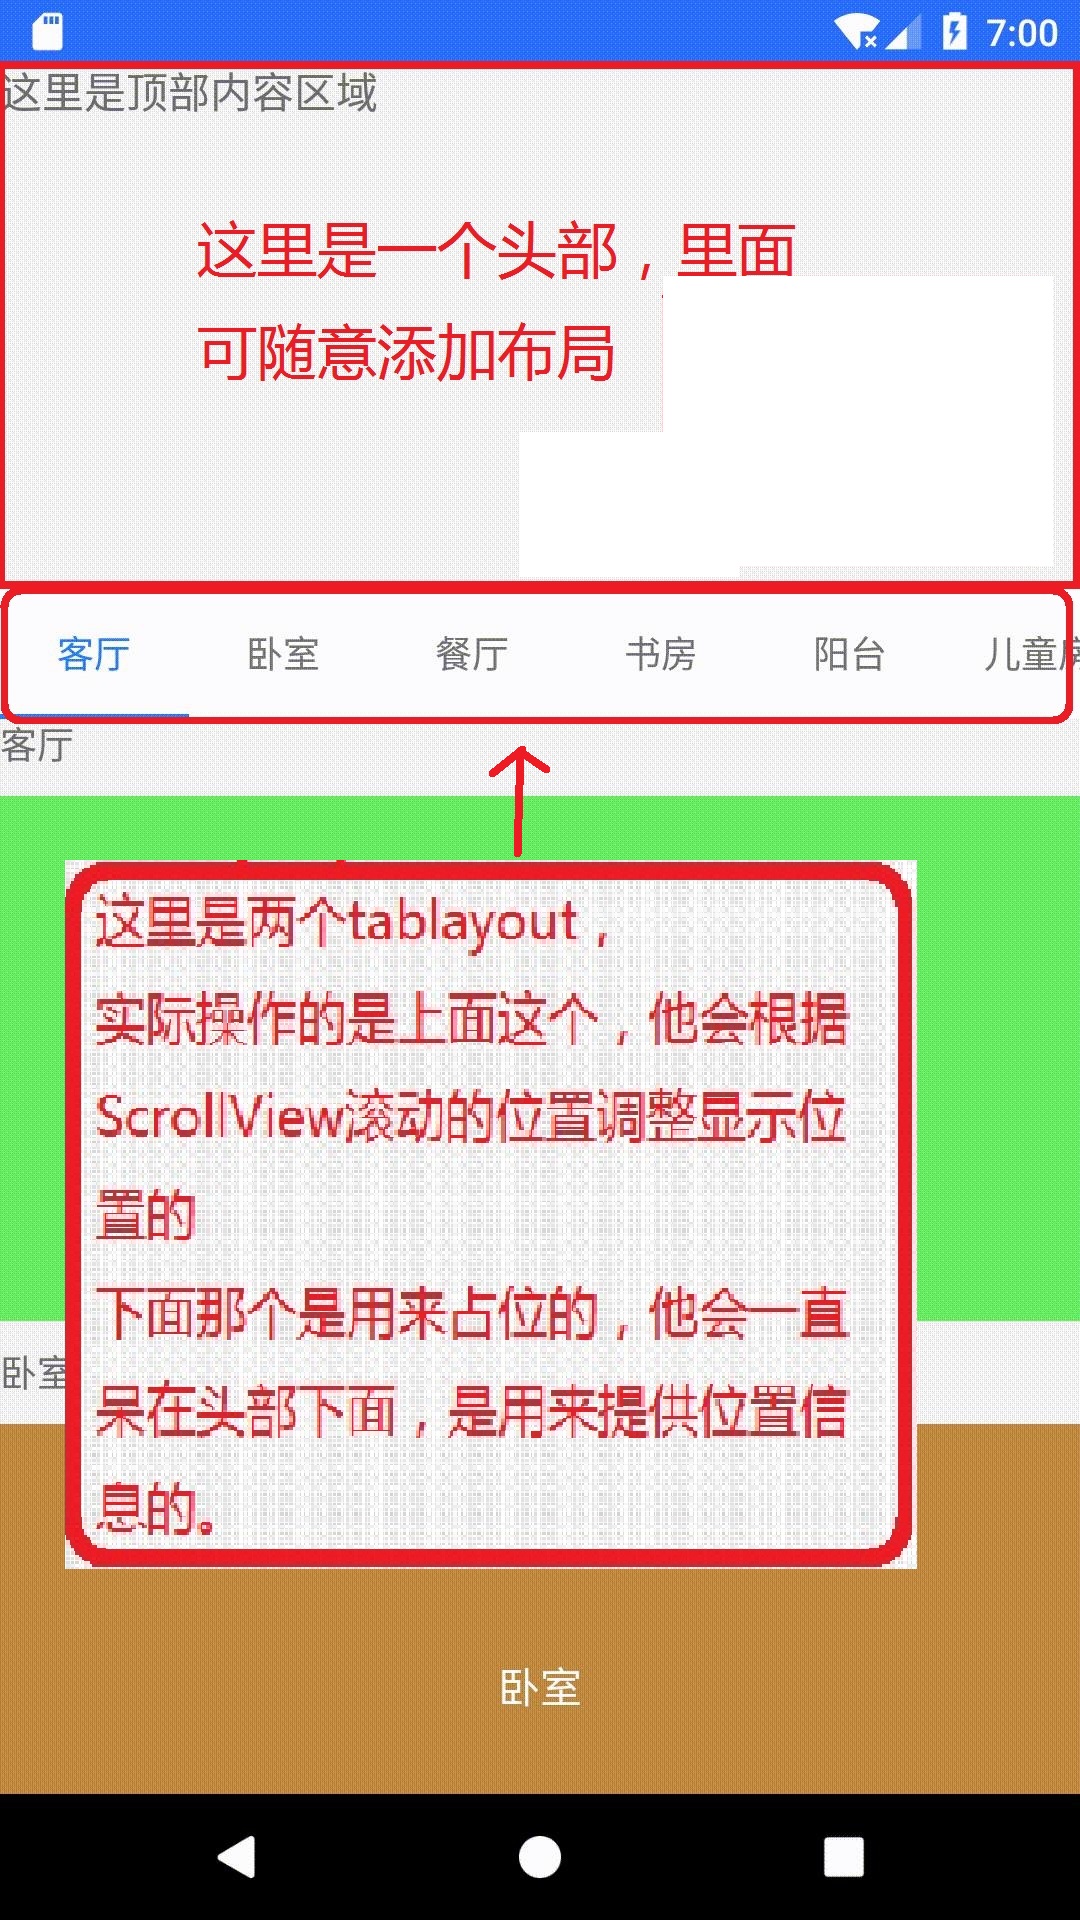 7:00
这里是顶部内容区域
这里是一个头部，里面
可随意添加布局
客厅 卧室 餐厅 书房 阳台 儿童房
客厅
这里是两个tablayout，
实际操作的是上面这个，他会根据
ScrollView滚动的位置调整显示位
置的
下面那个是用来占位的，他会一直
呆在头部下面，是用来提供位置信
息的。
卧室
卧室